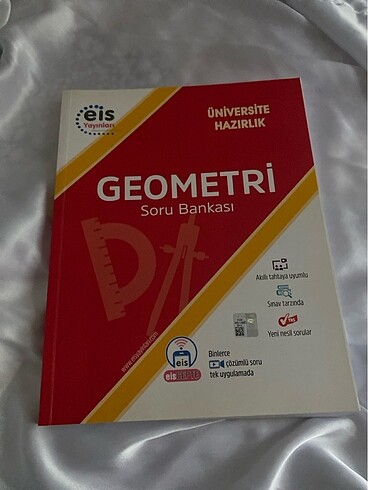 eis
Yayınları
ÜNİVERSİTE
HAZIRLIK
GEOMETRİ
Soru Bankası
Akıllı tahtaya uyumlu
Sınav tarzında
Yeni nesil sorular
eis
Binlerce
çözümlü soru
tek uygulamada